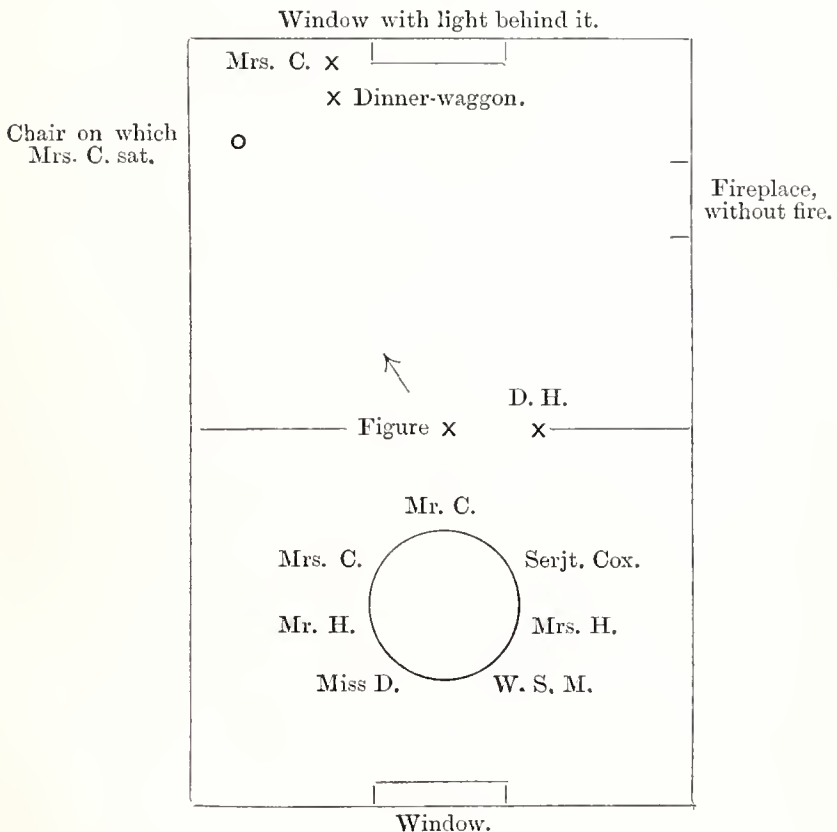 Window with light behind it.
Mrs. C. x
x Dinner-waggon.
Chair on which
Mrs. C. sat.
Fireplace,
without fire.
D. H.
Figure x
x
Mr. C.
Mrs. C.
Serjt. Cox.
Mr. H.
Mrs. H.
Miss D.
W. S. M.
Window.